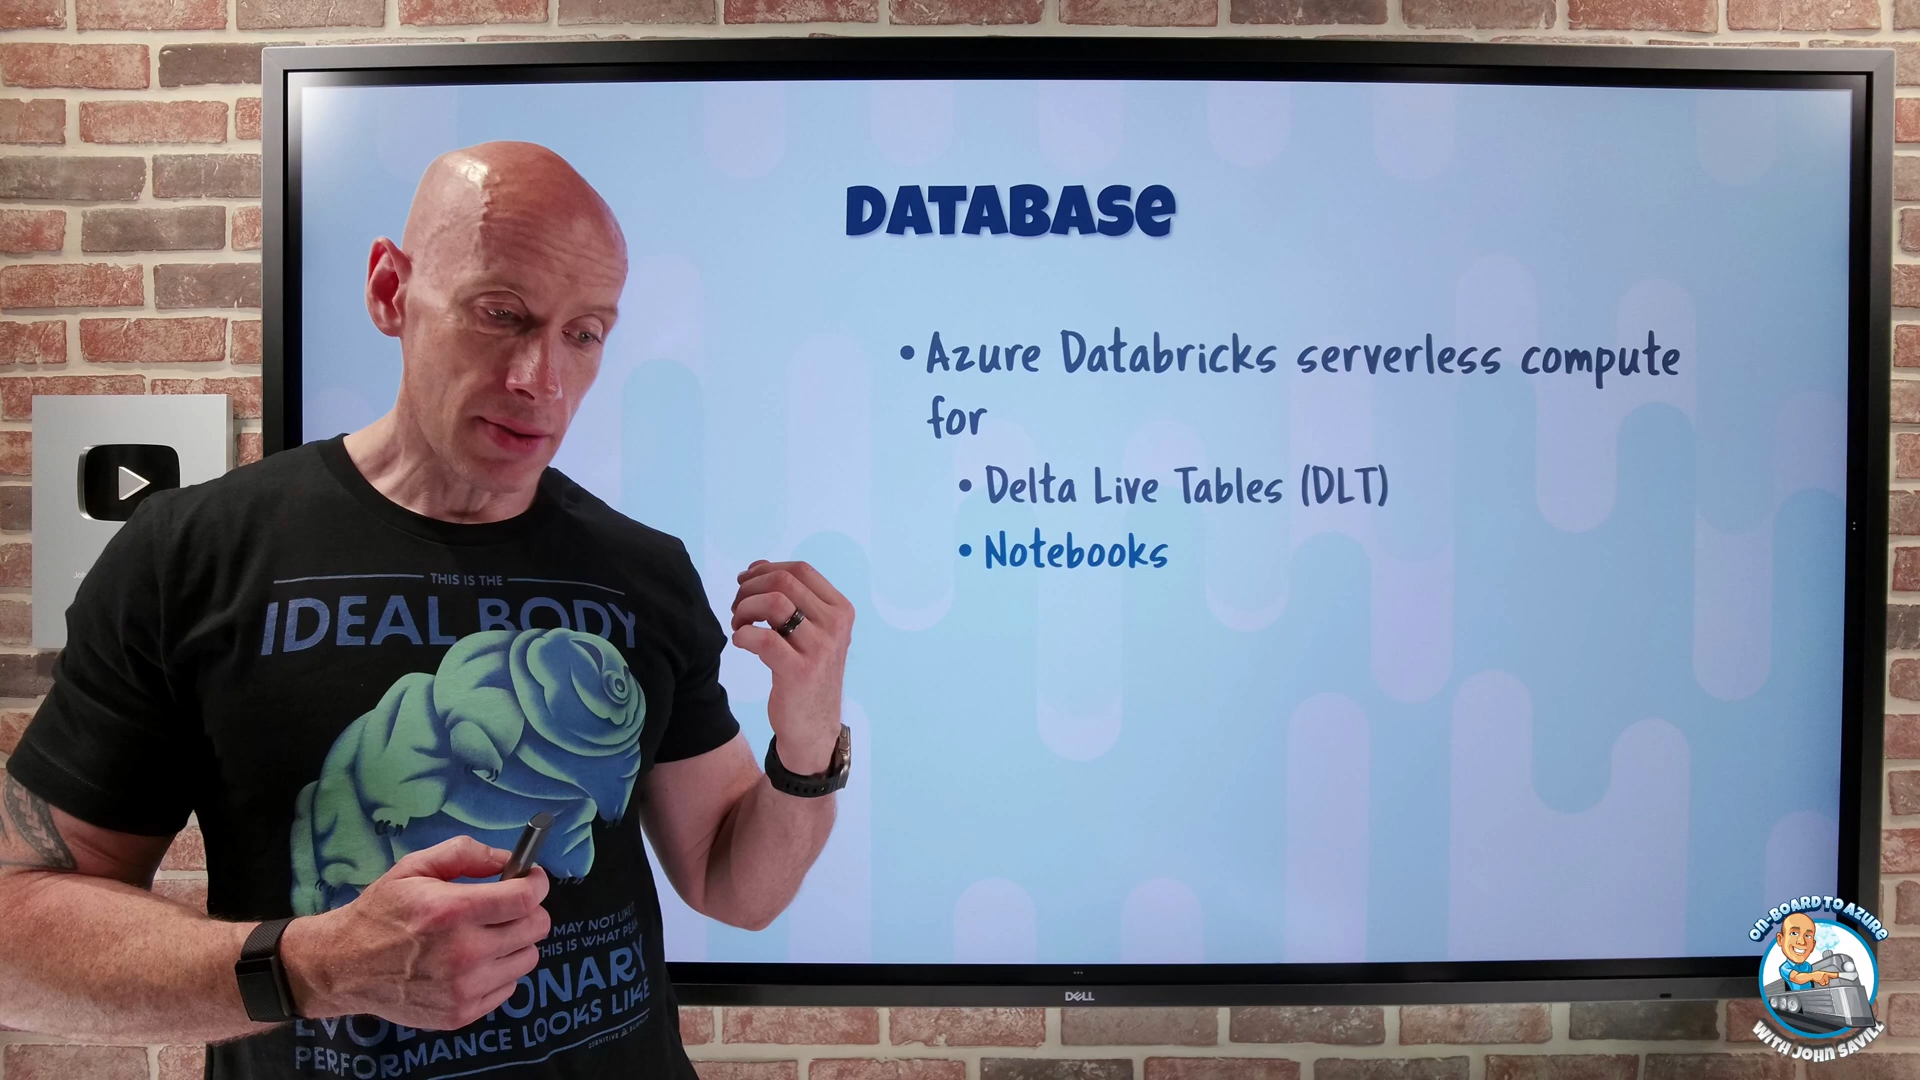 DATABASE
• Azure Databricks serverless compute
for
• Delta Live Tables (DLT)
• Notebooks
THIS IS THE
IDEAL BODY
MAY NOT LIKE
THIS IS WHAT
EVOLUTIONARY
PERFORMANCE LOOKS LIKE
DELL
ON-BOARD TO AZURE
WITH JOHN SAVILL